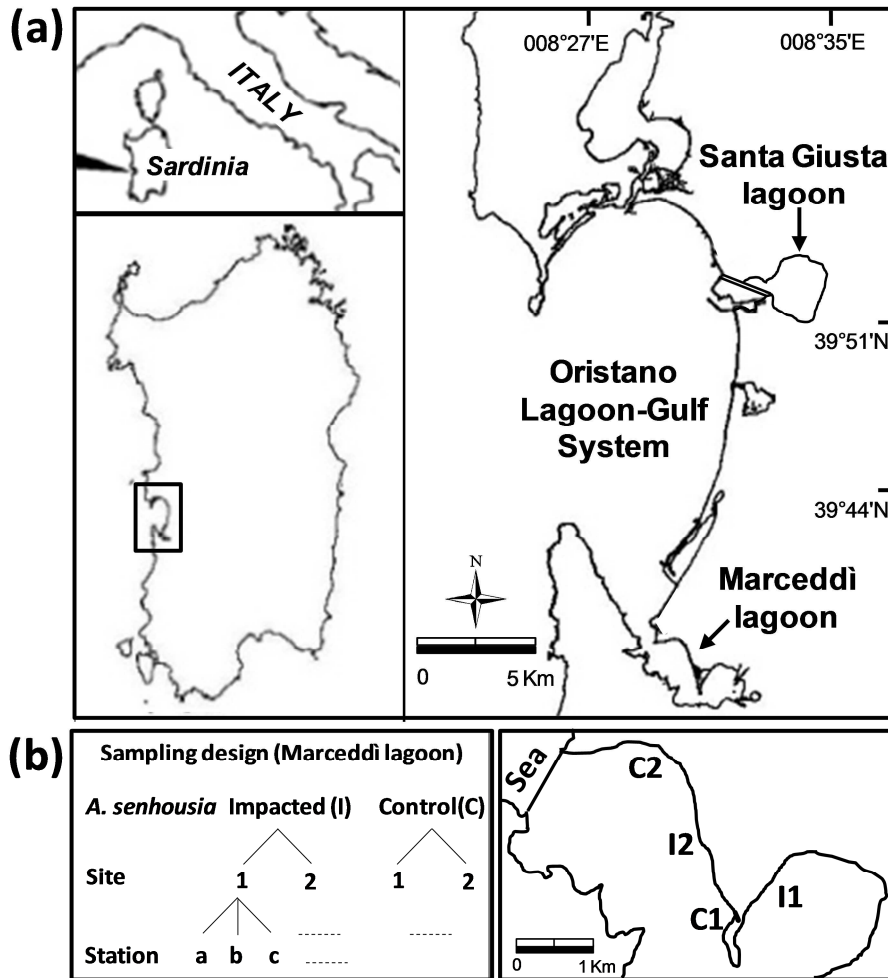 (a)
ITALY
Sardinia
008°27'E
008°35'E
Santa Giusta
lagoon
39°51'N
Oristano
Lagoon-Gulf
System
39°44'N
N
Marceddì
lagoon
0 5 Km
(b)
Sampling design (Marceddì lagoon)
A. senhousia Impacted (I) Control(C)
Site 1 2 1 2
Station a b c
Sea
C2
I2
C1
I1
0 1 Km